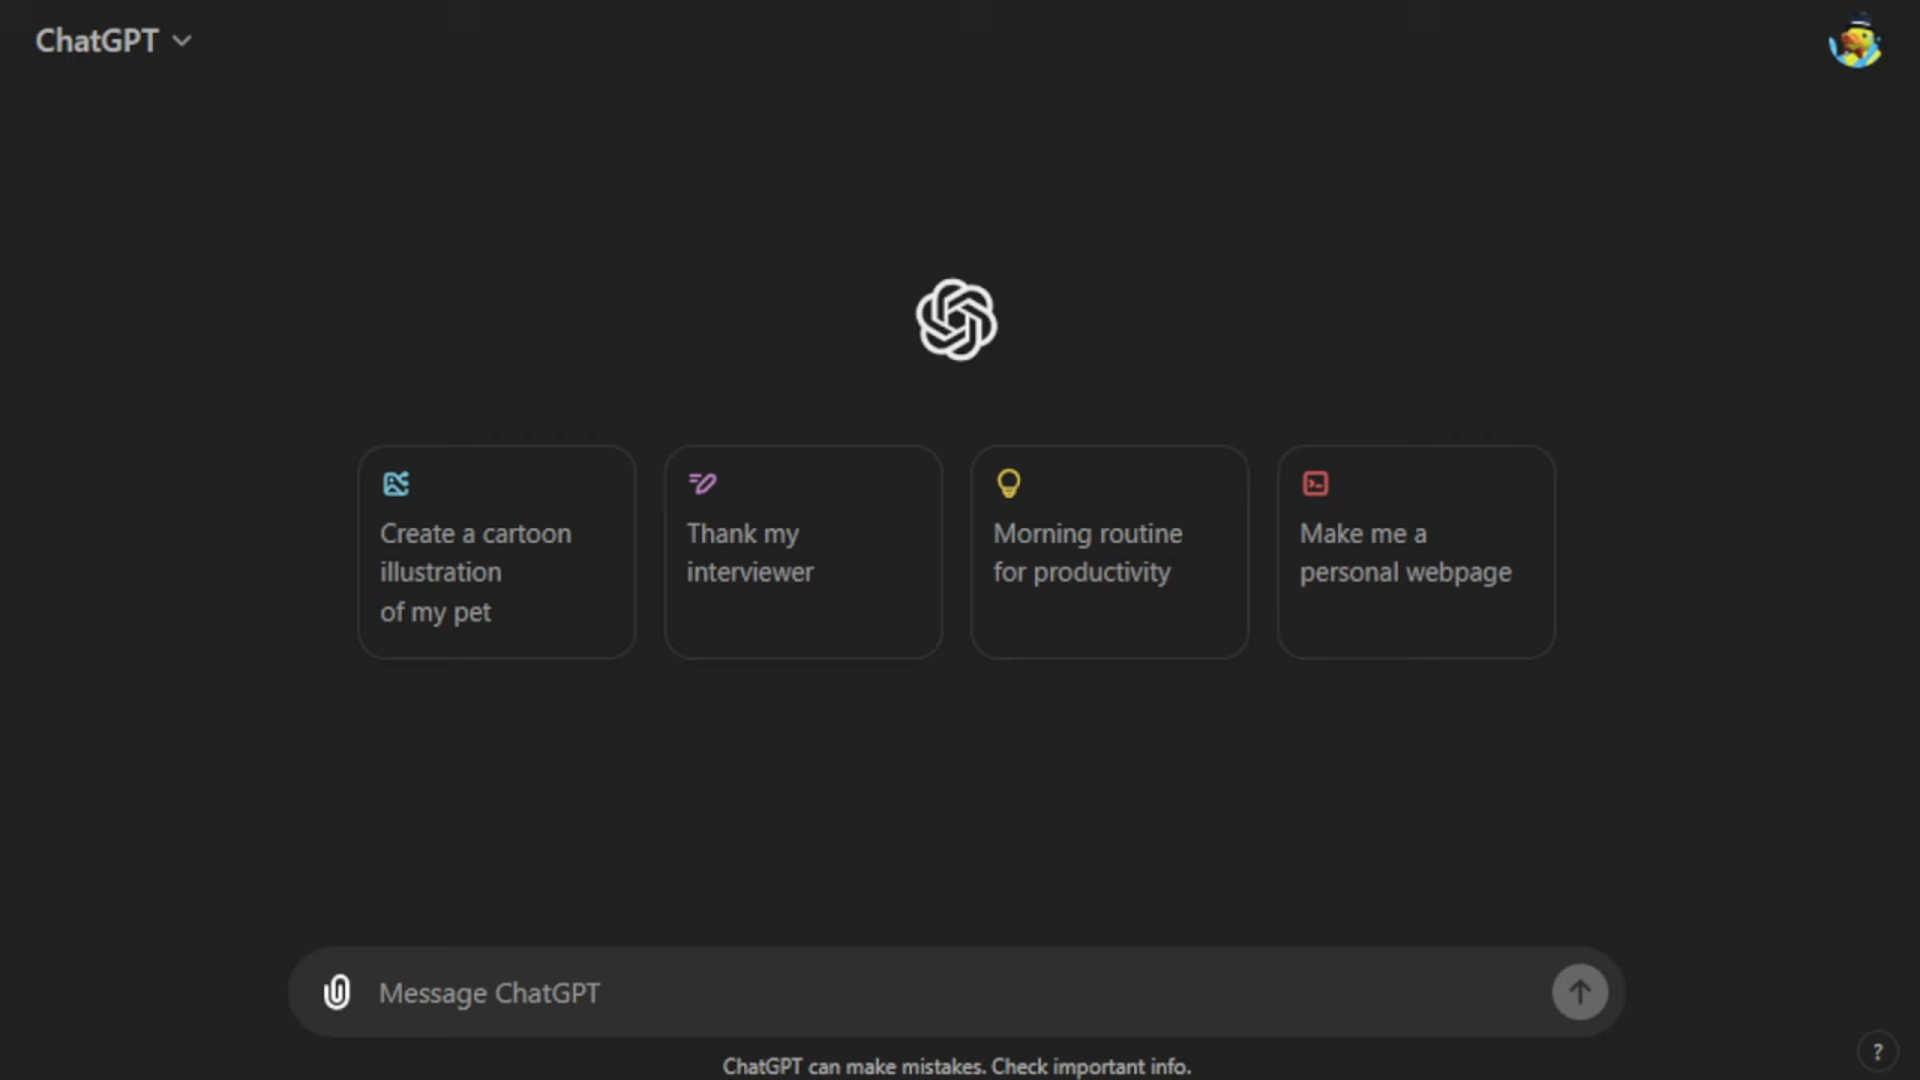 ChatGPT
Create a cartoon
illustration
of my pet
Thank my
interviewer
Morning routine
for productivity
Make me a
personal webpage
Message ChatGPT
ChatGPT can make mistakes. Check important info.
?